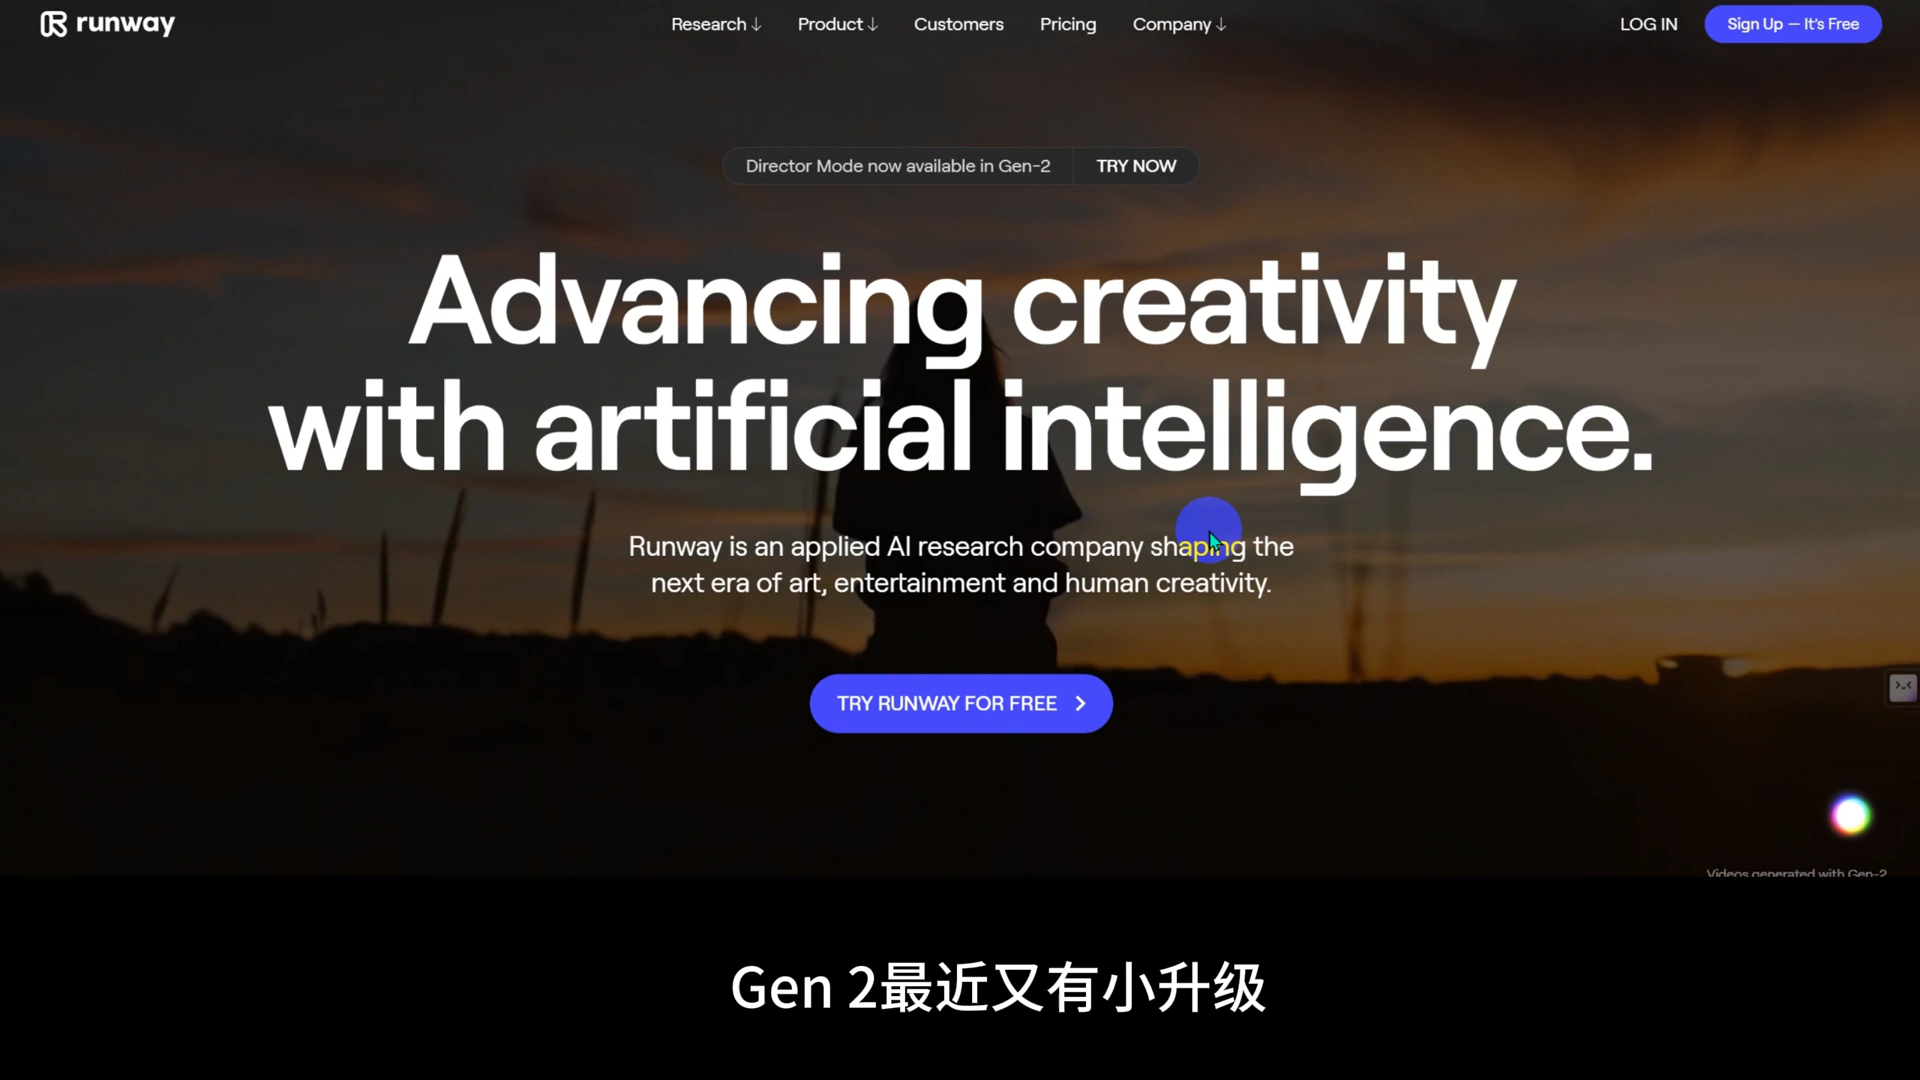 runway
Research ↓ Product ↓ Customers Pricing Company ↓
LOG IN
Sign Up — It's Free
Director Mode now available in Gen-2
TRY NOW
Advancing creativity
with artificial intelligence.
Runway is an applied AI research company shaping the
next era of art, entertainment and human creativity.
TRY RUNWAY FOR FREE
Videos generated with Gen-2
Gen 2最近又有小升级